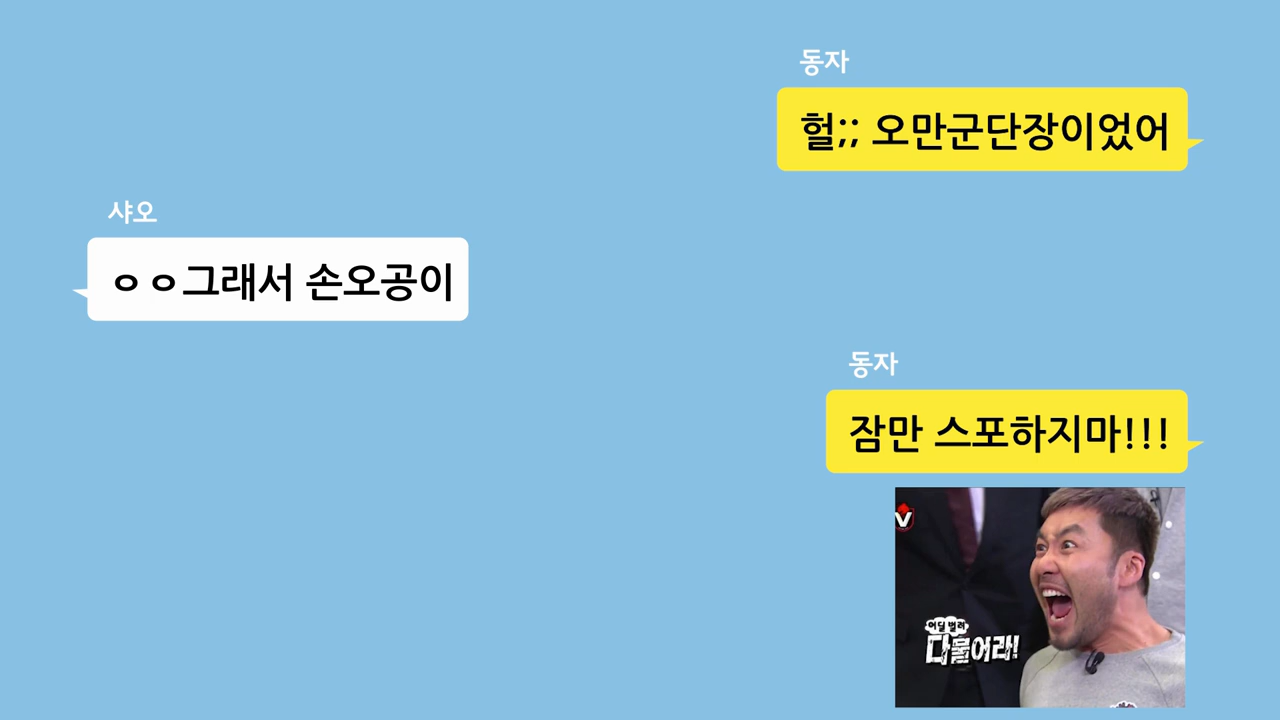 동자
헐;; 오만군단장이었어
샤오
ㅇㅇ그래서 손오공이
동자
잠만 스포하지마!!!
V
어딜 벌려
다물어라!